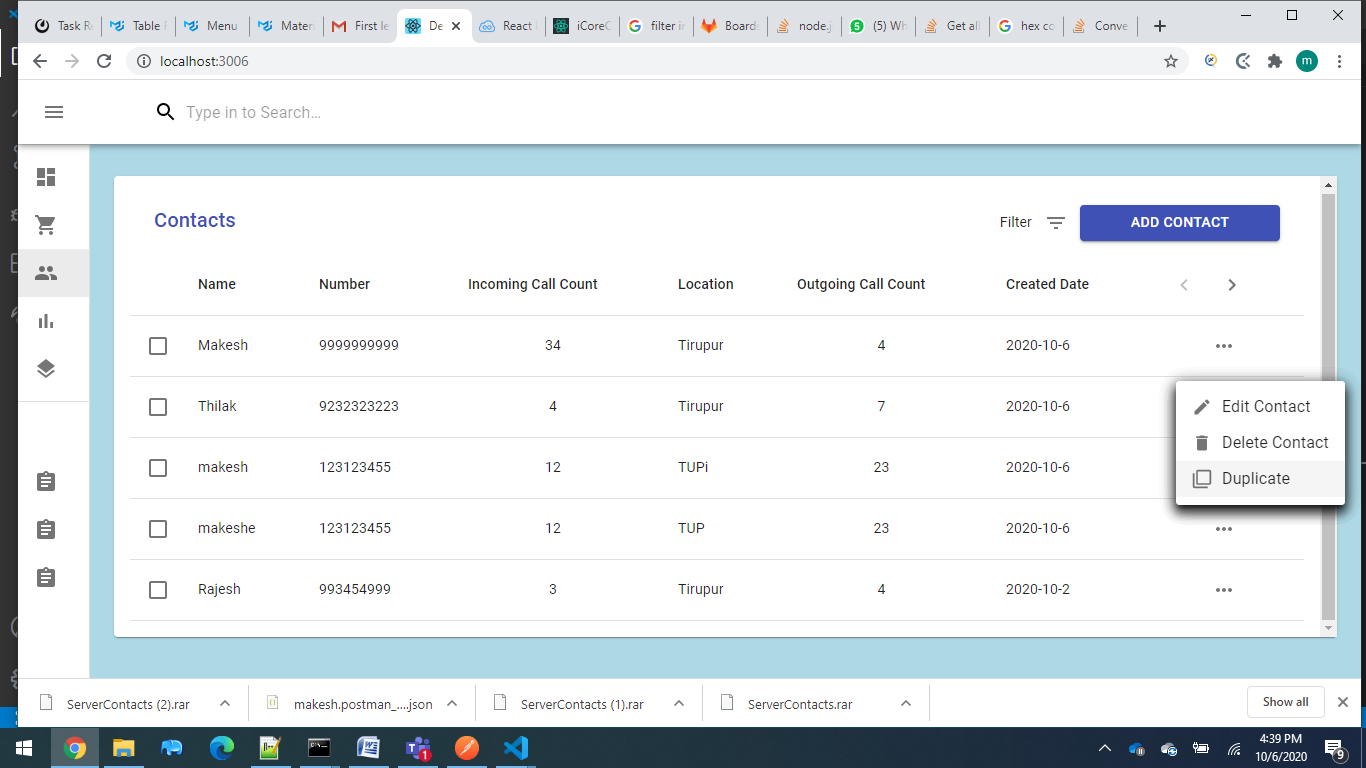 Task Re Table F Menu Materi First le De React I iCoreC filter in Boards node.j (5) Wh Get all hex co Conve
localhost:3006 m
Type in to Search...
Contacts Filter ADD CONTACT
Name Number Incoming Call Count Location Outgoing Call Count Created Date
Makesh 9999999999 34 Tirupur 4 2020-10-6
Thilak 9232323223 4 Tirupur 7 2020-10-6
makesh 123123455 12 TUPi 23 2020-10-6
makeshe 123123455 12 TUP 23 2020-10-6
Rajesh 993454999 3 Tirupur 4 2020-10-2
Edit Contact
Delete Contact
Duplicate
ServerContacts (2).rar makesh.postman_....json ServerContacts (1).rar ServerContacts.rar Show all
4:39 PM
10/6/2020
1
9